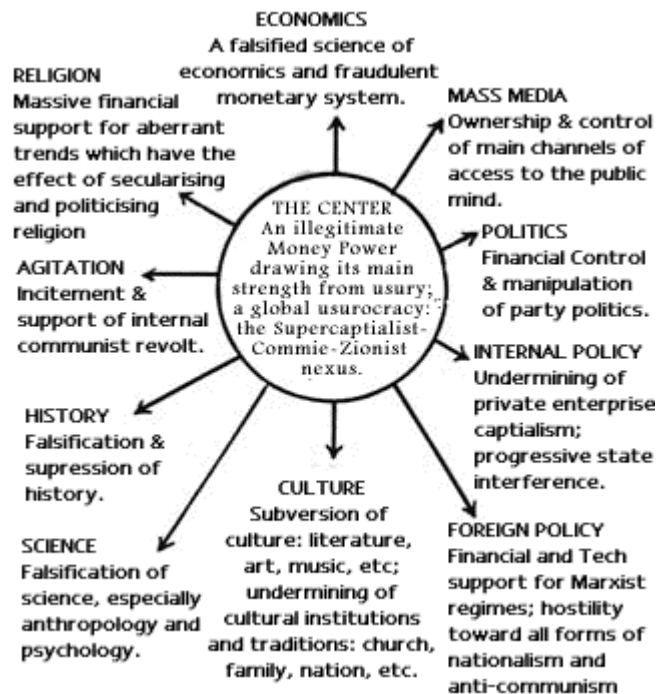 ECONOMICS
A falsified science of
economics and fraudulent
monetary system.
RELIGION
Massive financial
support for aberrant
trends which have the
effect of secularising
and politicising
religion
MASS MEDIA
Ownership & control
of main channels of
access to the public
mind.
THE CENTER
An illegitimate
Money Power
drawing its main
strength from usury;
a global usurocracy:
the Supercaptialist-
Commie-Zionist
nexus.
POLITICS
Financial Control
& manipulation
of party politics.
AGITATION
Incitement &
support of internal
communist revolt.
INTERNAL POLICY
Undermining of
private enterprise
captialism;
progressive state
interference.
HISTORY
Falsification &
supression of
history.
CULTURE
Subversion of
culture: literature,
art, music, etc;
undermining of
cultural institutions
and traditions: church,
family, nation, etc.
SCIENCE
Falsification of
science, especially
anthropology and
psychology.
FOREIGN POLICY
Financial and Tech
support for Marxist
regimes; hostility
toward all forms of
nationalism and
anti-communism